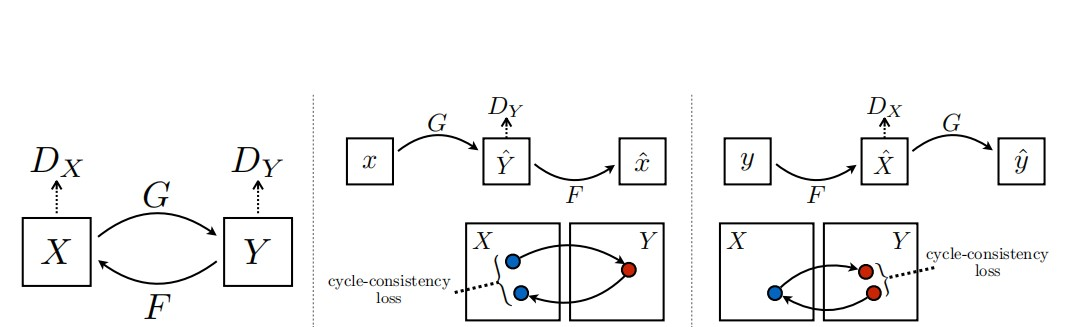 D_X
D_Y
G
X
Y
F
D_Y
G
x
Ŷ
x̂
F
X
Y
cycle-consistency
loss
D_X
G
y
X̂
ŷ
F
X
Y
cycle-consistency
loss